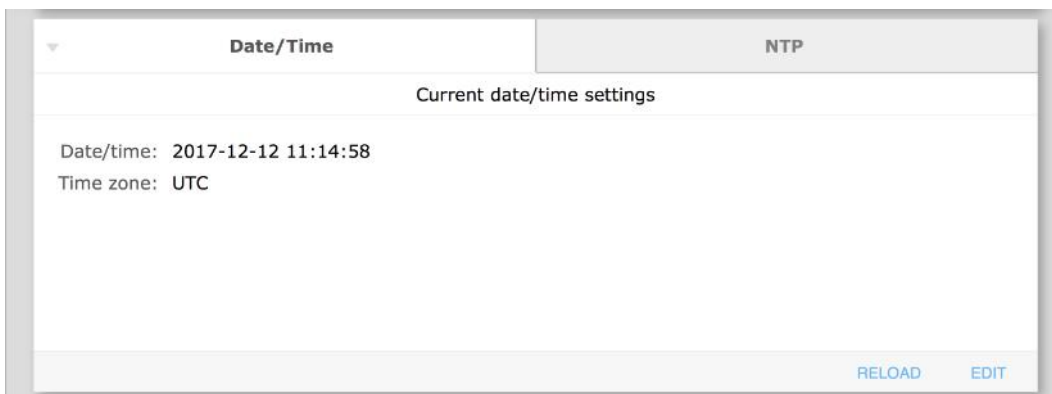 Date/Time NTP
Current date/time settings
Date/time: 2017-12-12 11:14:58
Time zone: UTC
RELOAD EDIT